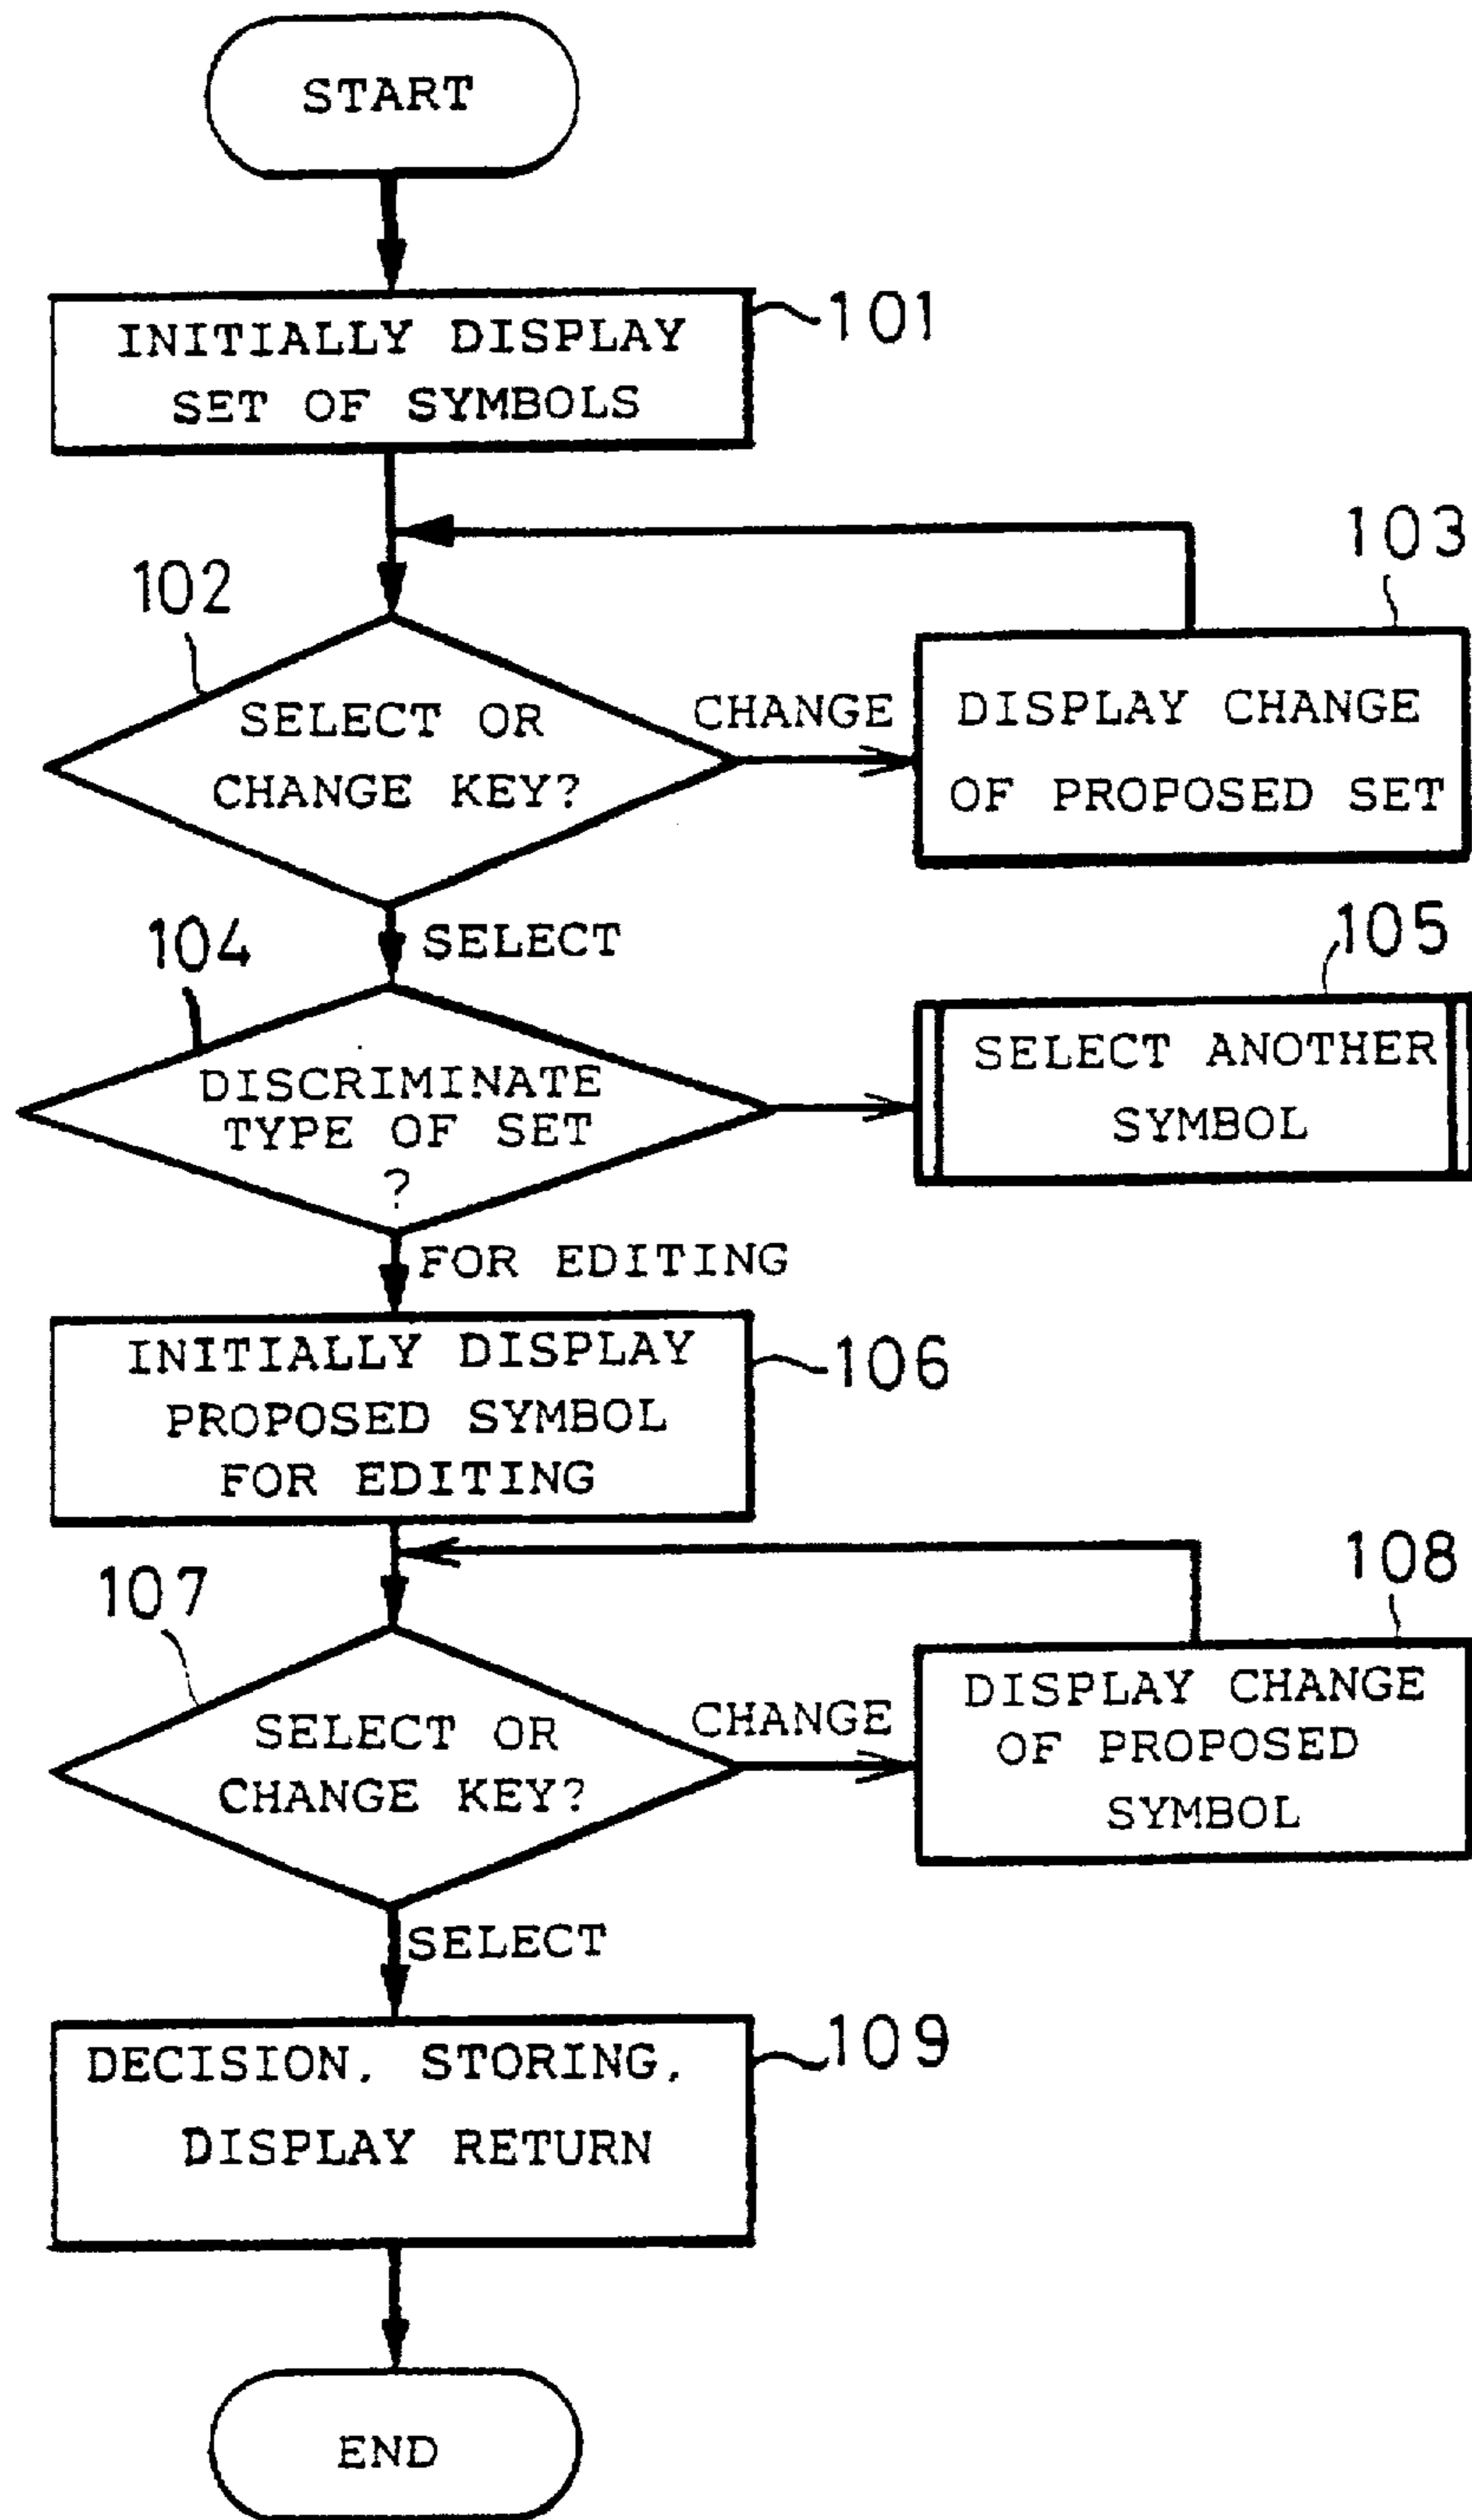 START
INITIALLY DISPLAY
SET OF SYMBOLS
101
103
102
SELECT OR
CHANGE KEY?
CHANGE
DISPLAY CHANGE
OF PROPOSED SET
SELECT
104
105
DISCRIMINATE
TYPE OF SET
?
SELECT ANOTHER
SYMBOL
FOR EDITING
INITIALLY DISPLAY
PROPOSED SYMBOL
FOR EDITING
106
108
107
SELECT OR
CHANGE KEY?
CHANGE
DISPLAY CHANGE
OF PROPOSED
SYMBOL
SELECT
DECISION, STORING,
DISPLAY RETURN
109
END